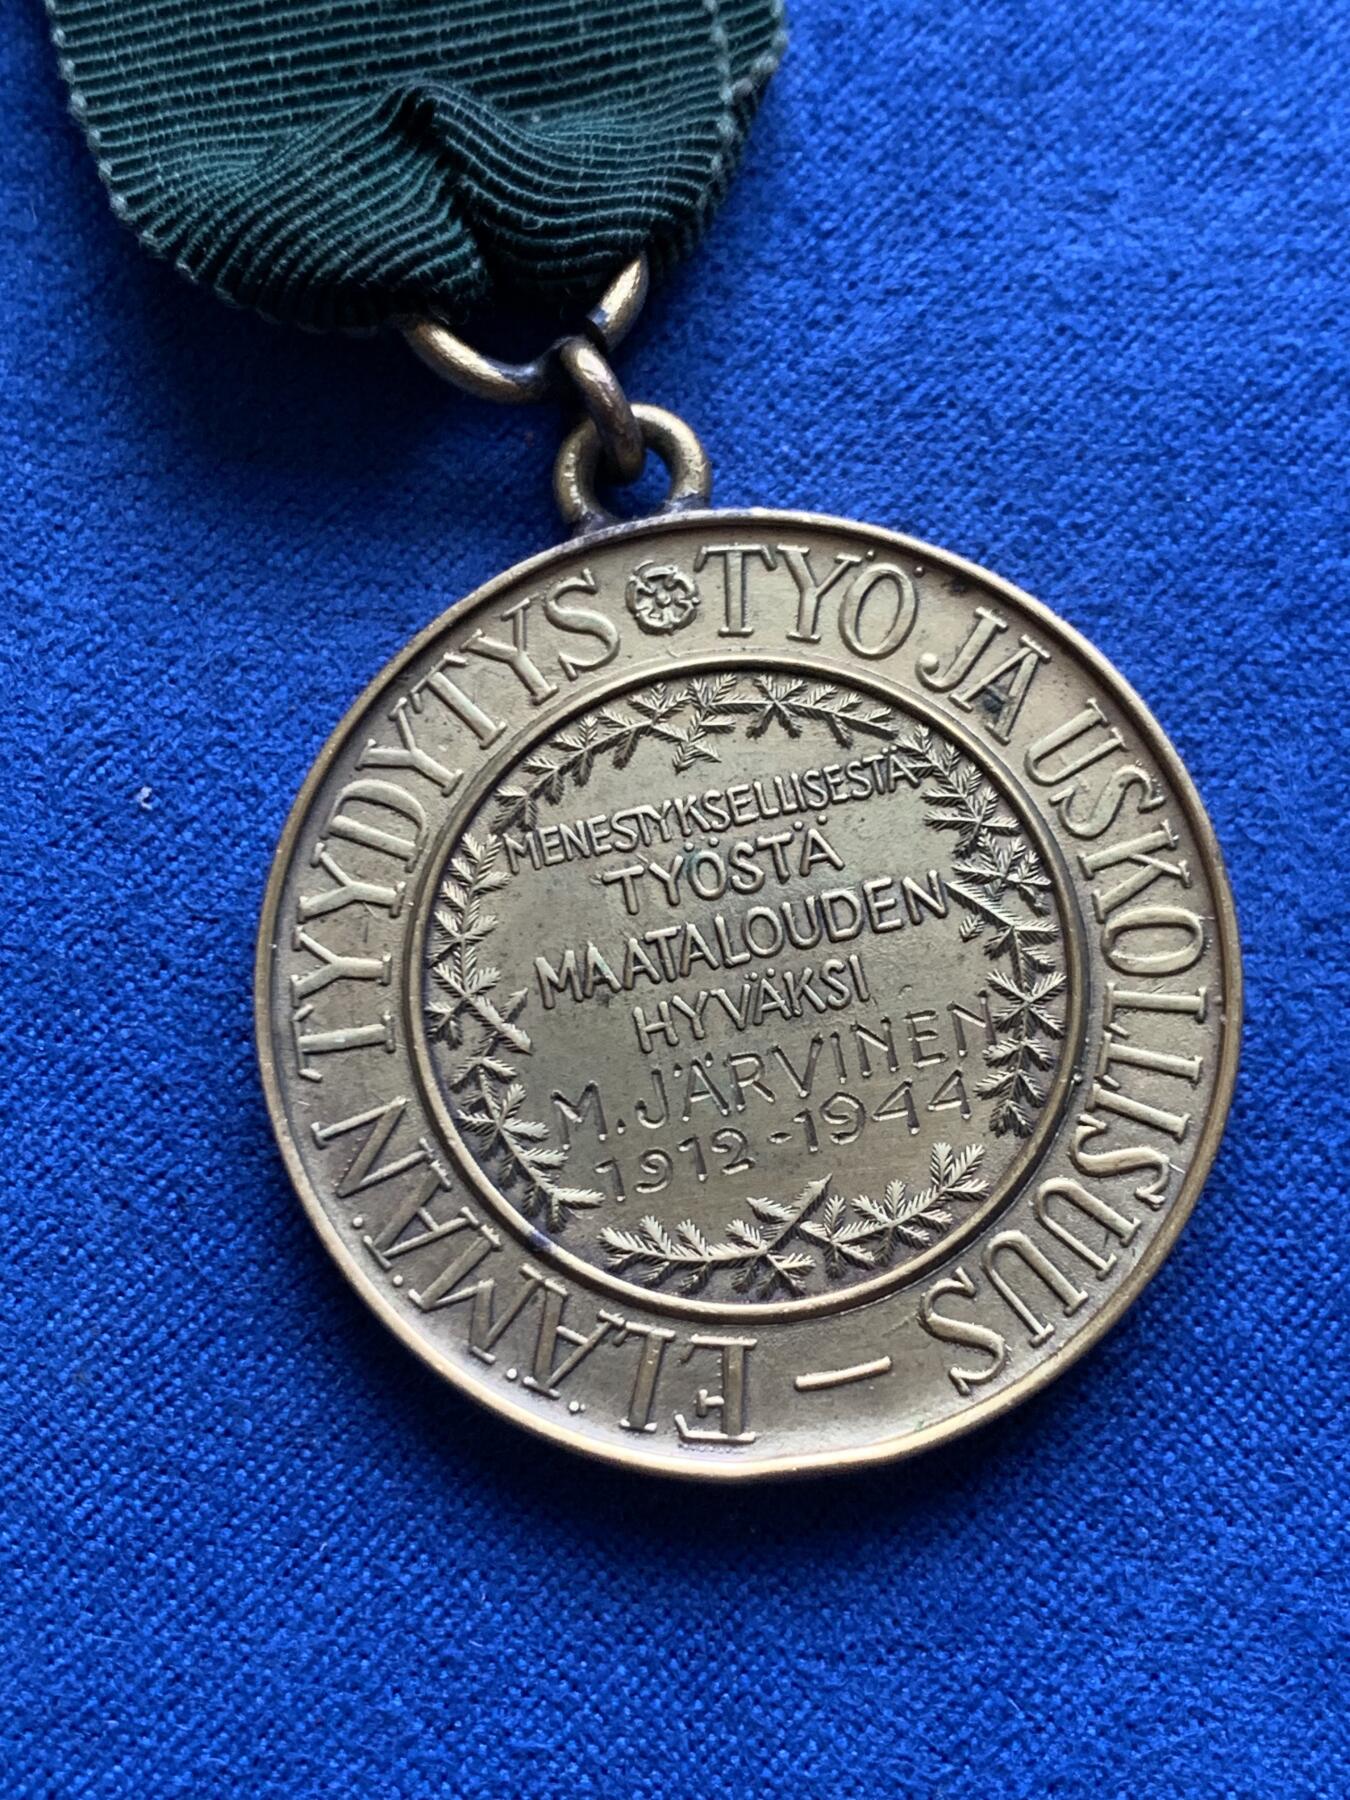 TYÖ JA USKOLLISUUS – ELÄMÄN TYYDYTYS
MENESTYKSELLISESTÄ
TYÖSTÄ
MAATALOUDEN
HYVÄKSI
M. JÄRVINEN
1912-1944